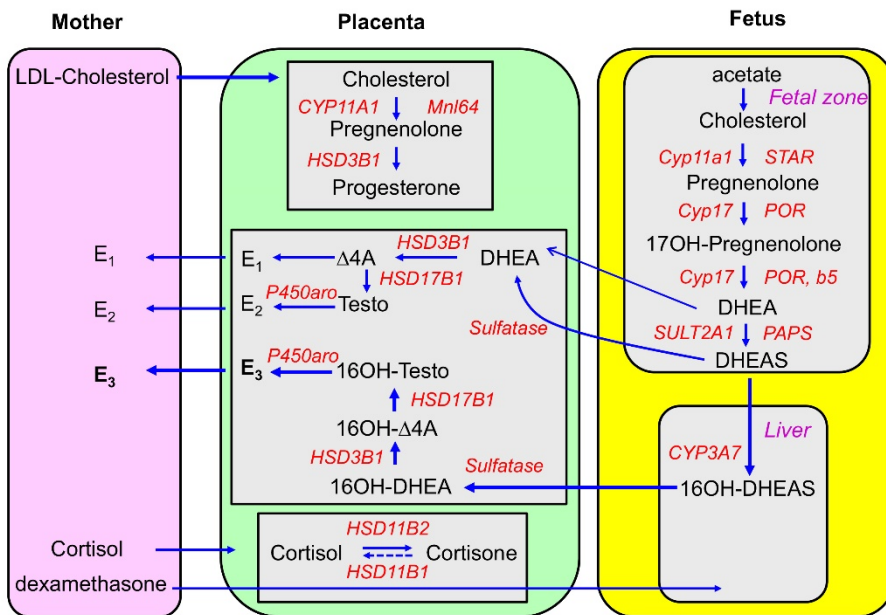 Mother
Placenta
Fetus
LDL-Cholesterol
Cholesterol
CYP11A1 Mnl64
Pregnenolone
HSD3B1
Progesterone
acetate
Fetal zone
Cholesterol
Cyp11a1 STAR
Pregnenolone
Cyp17 POR
17OH-Pregnenolone
Cyp17 POR, b5
DHEA
SULT2A1 PAPS
DHEAS
E1 E1 Δ4A HSD3B1 DHEA
HSD17B1
E2 E2 P450aro Testo
Sulfatase
E3 E3 P450aro 16OH-Testo
HSD17B1
16OH-Δ4A
HSD3B1
16OH-DHEA
Sulfatase
Liver
CYP3A7
16OH-DHEAS
HSD11B2
Cortisol Cortisol Cortisone
HSD11B1
dexamethasone